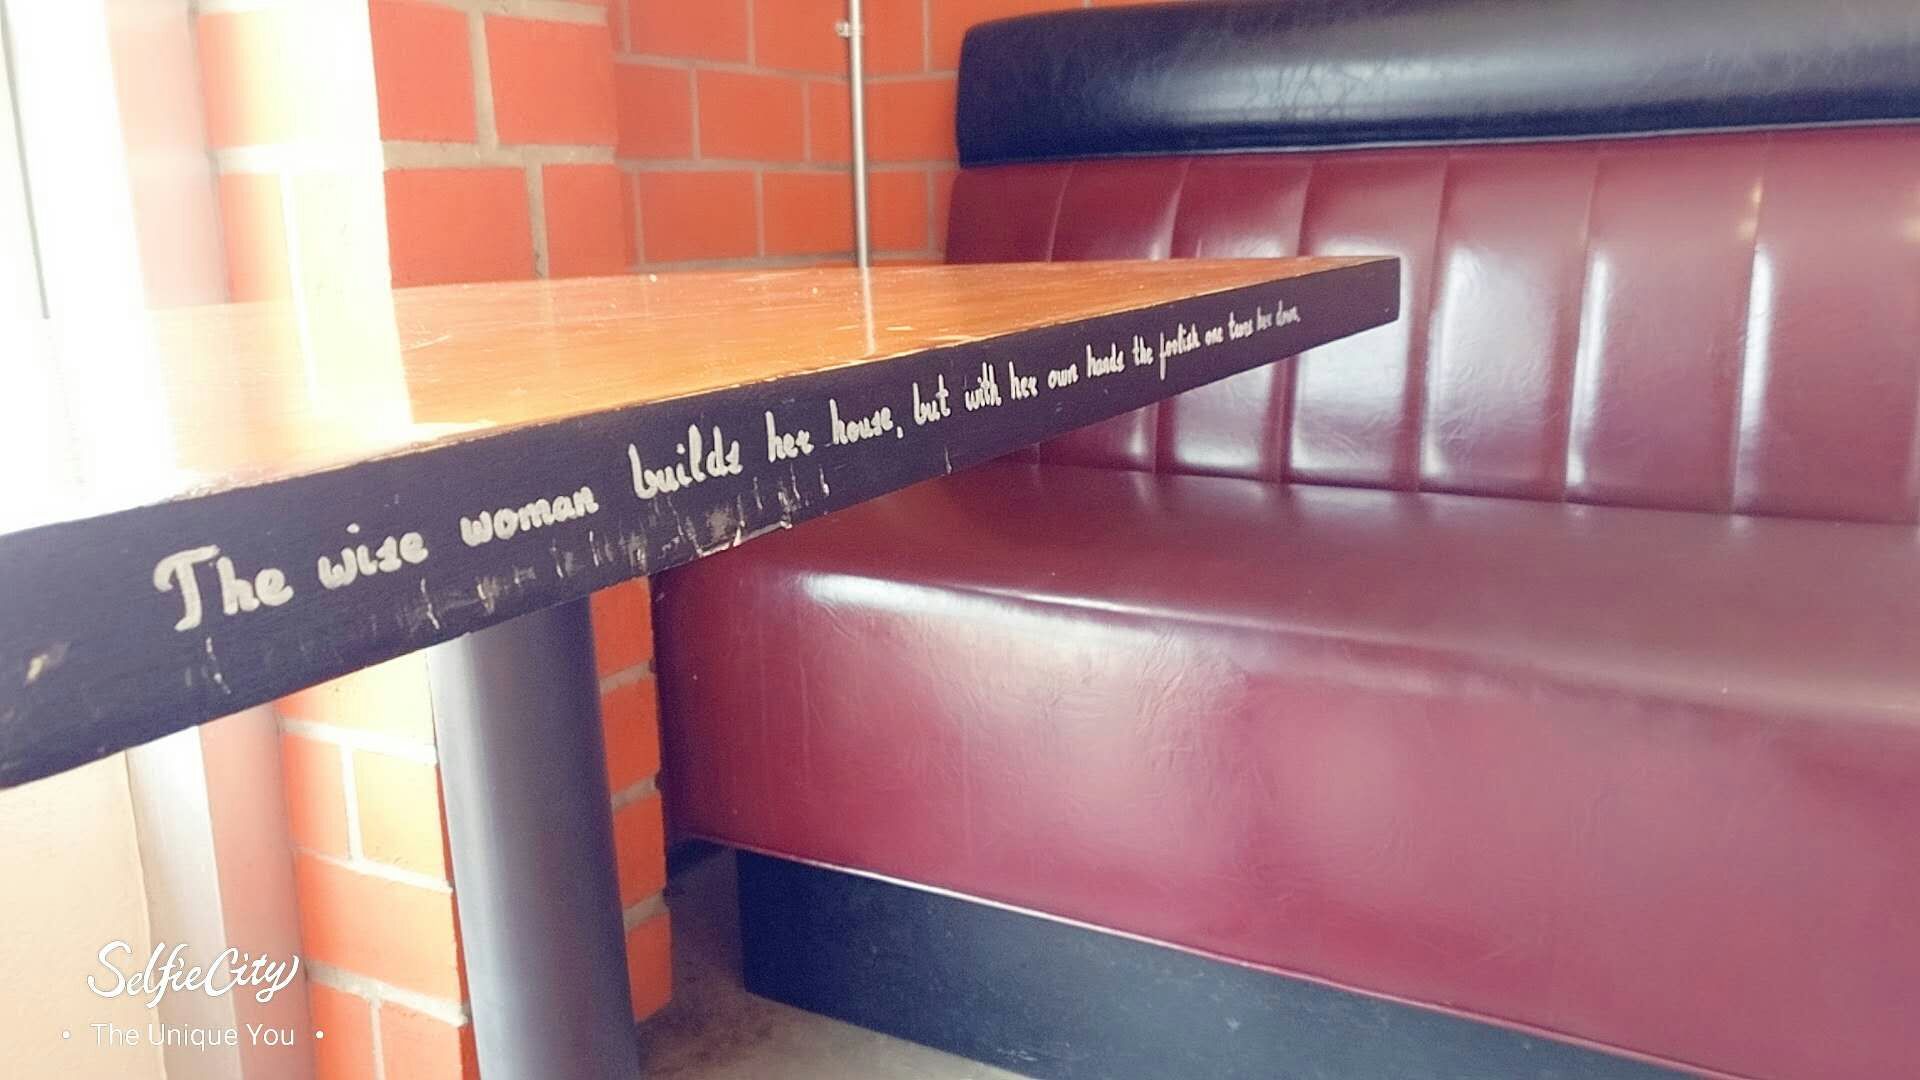 The wise woman builds her house, but with her own hands the foolish one tears her down.
SelfieCity
• The Unique You •